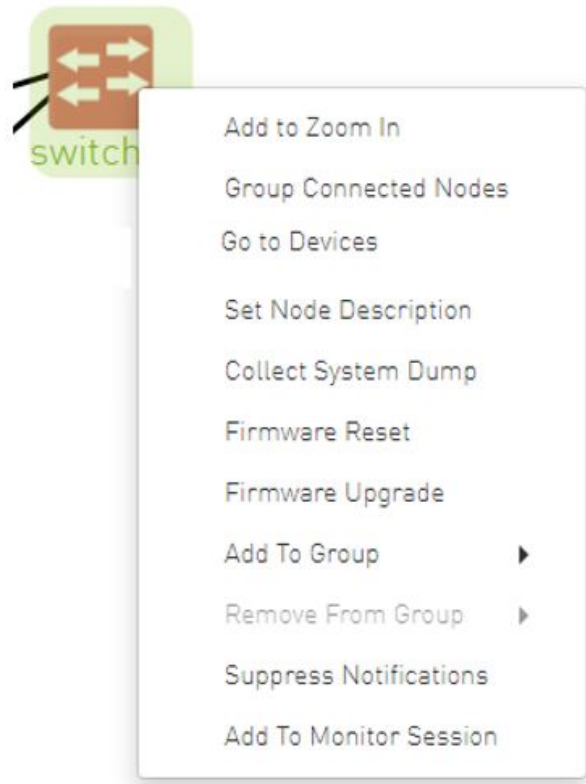 switch
Add to Zoom In
Group Connected Nodes
Go to Devices
Set Node Description
Collect System Dump
Firmware Reset
Firmware Upgrade
Add To Group
Remove From Group
Suppress Notifications
Add To Monitor Session